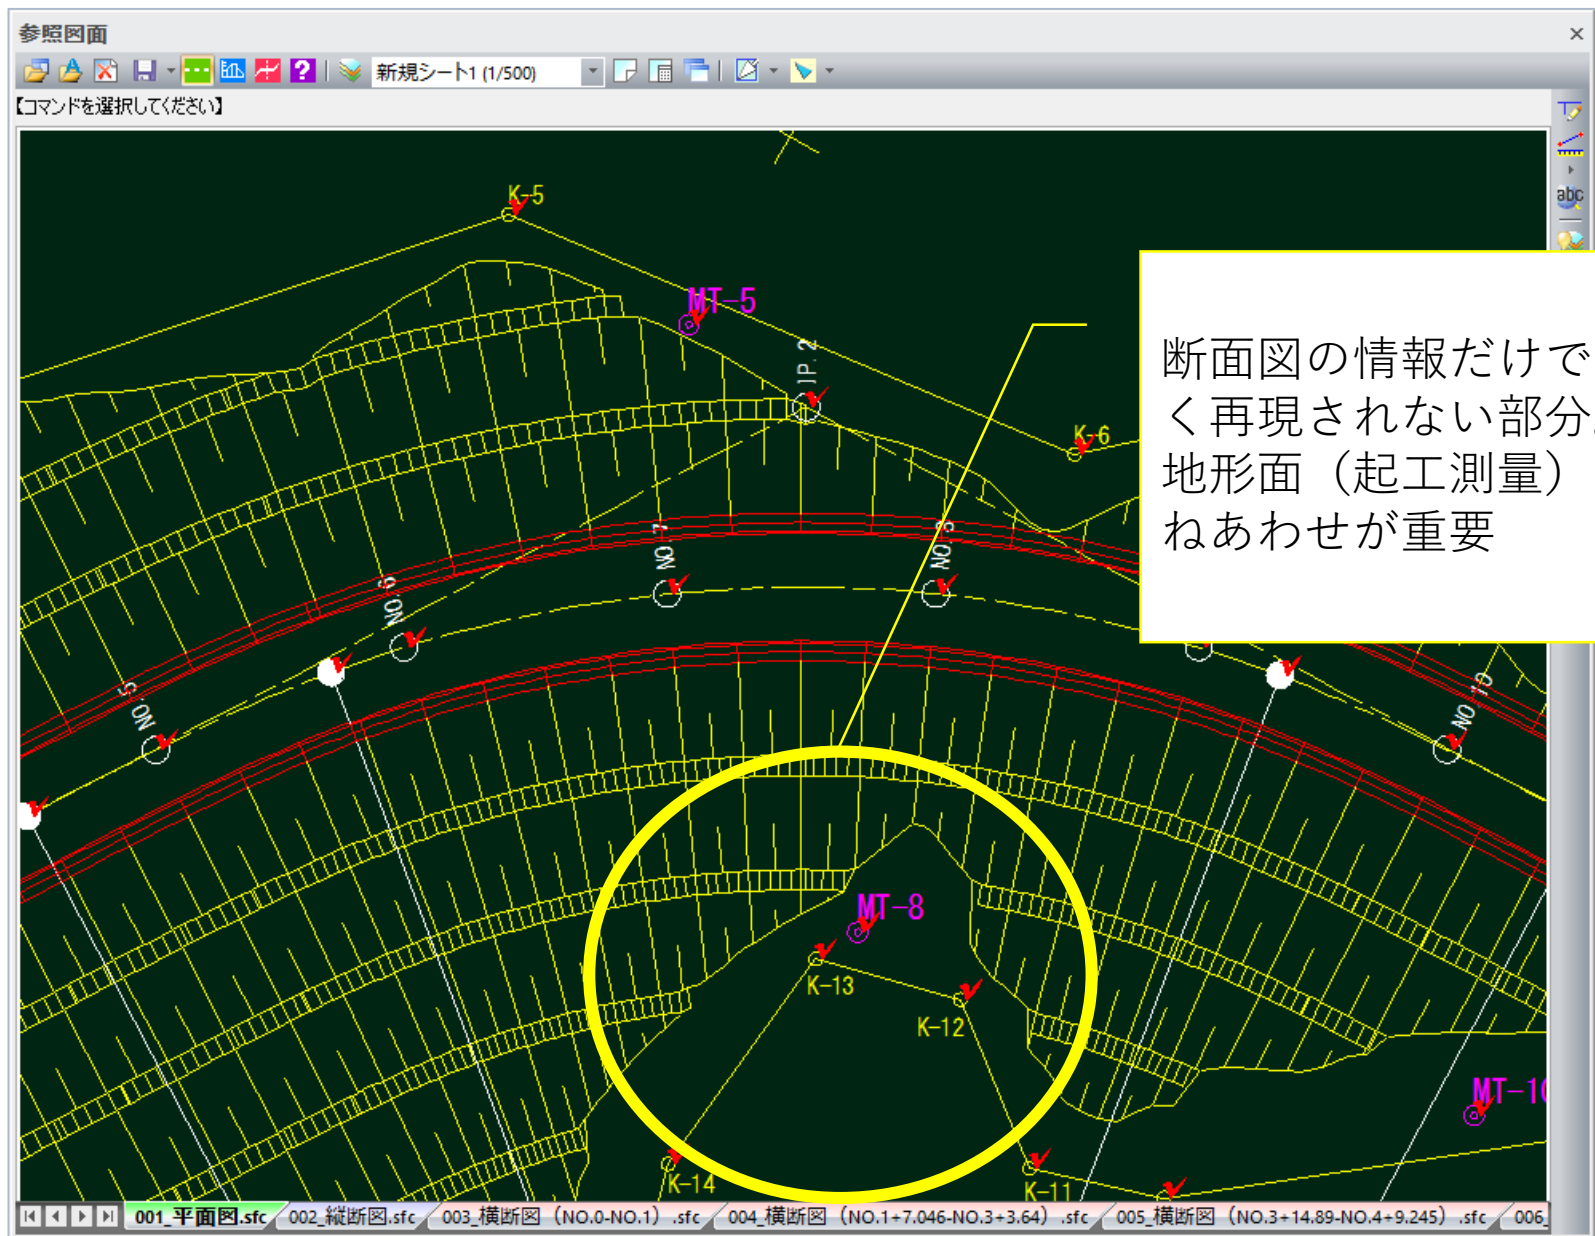 参照図面
新規シート1 (1/500)
【コマンドを選択してください】
abc
K-5
MT-5
IP.2
K-6
断面図の情報だけで
く再現されない部分
地形面（起工測量）
ねあわせが重要
NO.7
NO.8
NO.6
NO.5
NO.10
MT-8
K-13
K-12
MT-10
K-14
K-11
001_平面図.sfc
002_縦断図.sfc
003_横断図（NO.0-NO.1）.sfc
004_横断図（NO.1+7.046-NO.3+3.64）.sfc
005_横断図（NO.3+14.89-NO.4+9.245）.sfc
006_